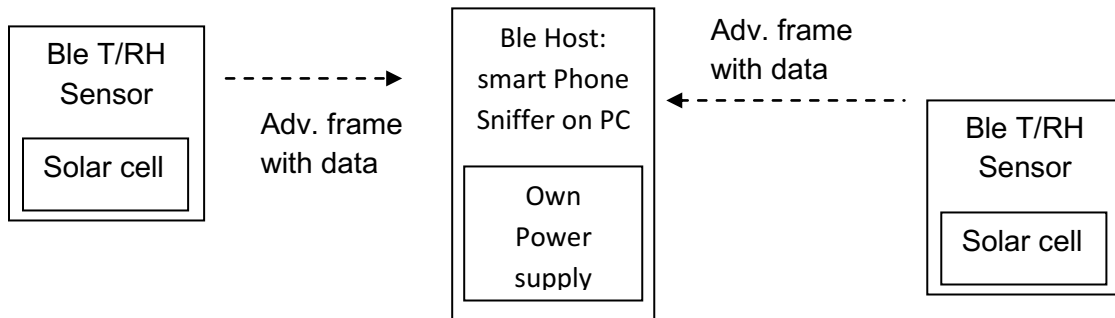 Ble T/RH
Sensor
Solar cell
Adv. frame
with data
Ble Host:
smart Phone
Sniffer on PC
Own
Power
supply
Adv. frame
with data
Ble T/RH
Sensor
Solar cell